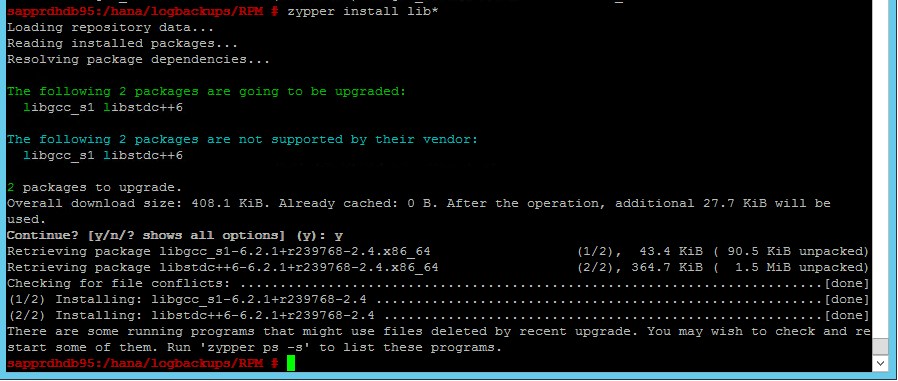 sapprdhdb95:/hana/logbackups/RPM # zypper install lib*
Loading repository data...
Reading installed packages...
Resolving package dependencies...
The following 2 packages are going to be upgraded:
libgcc_s1 libstdc++6
The following 2 packages are not supported by their vendor:
libgcc_s1 libstdc++6
2 packages to upgrade.
Overall download size: 408.1 KiB. Already cached: 0 B. After the operation, additional 27.7 KiB will be
used.
Continue? [y/n/? shows all options] (y): y
Retrieving package libgcc_s1-6.2.1+r239768-2.4.x86_64 (1/2), 43.4 KiB ( 90.5 KiB unpacked)
Retrieving package libstdc++6-6.2.1+r239768-2.4.x86_64 (2/2), 364.7 KiB ( 1.5 MiB unpacked)
Checking for file conflicts: .........................................................................[done]
(1/2) Installing: libgcc_s1-6.2.1+r239768-2.4 ........................................................[done]
(2/2) Installing: libstdc++6-6.2.1+r239768-2.4 .......................................................[done]
There are some running programs that might use files deleted by recent upgrade. You may wish to check and re
start some of them. Run 'zypper ps -s' to list these programs.
sapprdhdb95:/hana/logbackups/RPM #